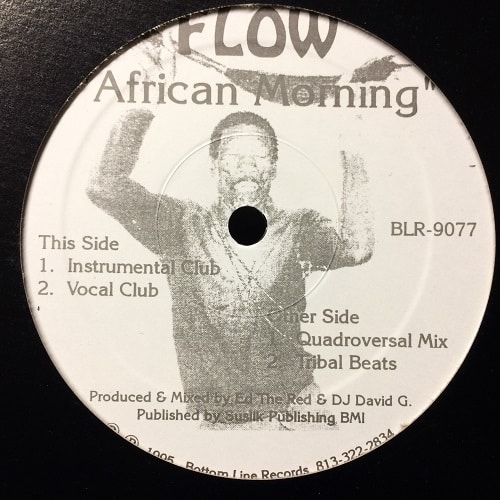 FLOW
African Morning"
BLR-9077
This Side
1. Instrumental Club
2. Vocal Club
Other Side
1. Quadroversal Mix
2. Tribal Beats
Produced & Mixed by Ed The Red & DJ David G.
Published by Suslik Publishing BMI
© ℗ 1995 Bottom Line Records 813-322-2834